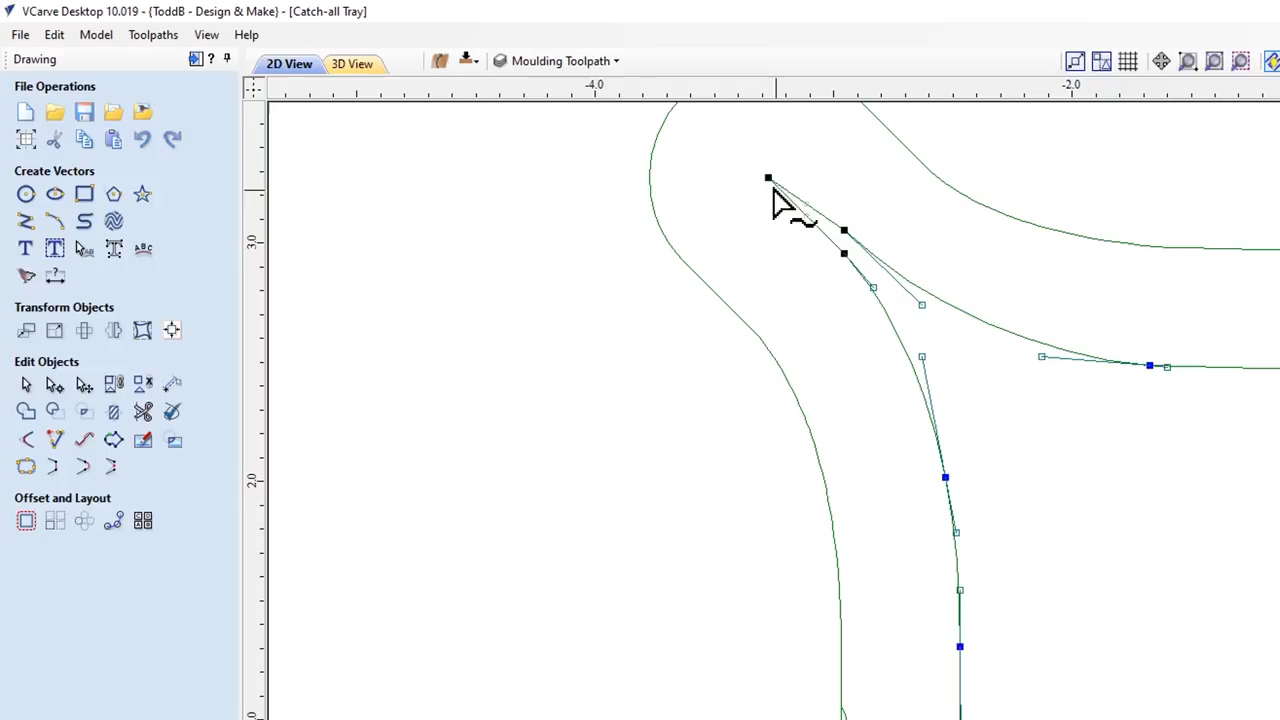 VCarve Desktop 10.019 - {ToddB - Design & Make} - [Catch-all Tray]
File Edit Model Toolpaths View Help
Drawing
?
2D View 3D View
Moulding Toolpath
-4.0 -2.0
File Operations
Create Vectors
ABC
Transform Objects
Edit Objects
Offset and Layout
3.0
2.0